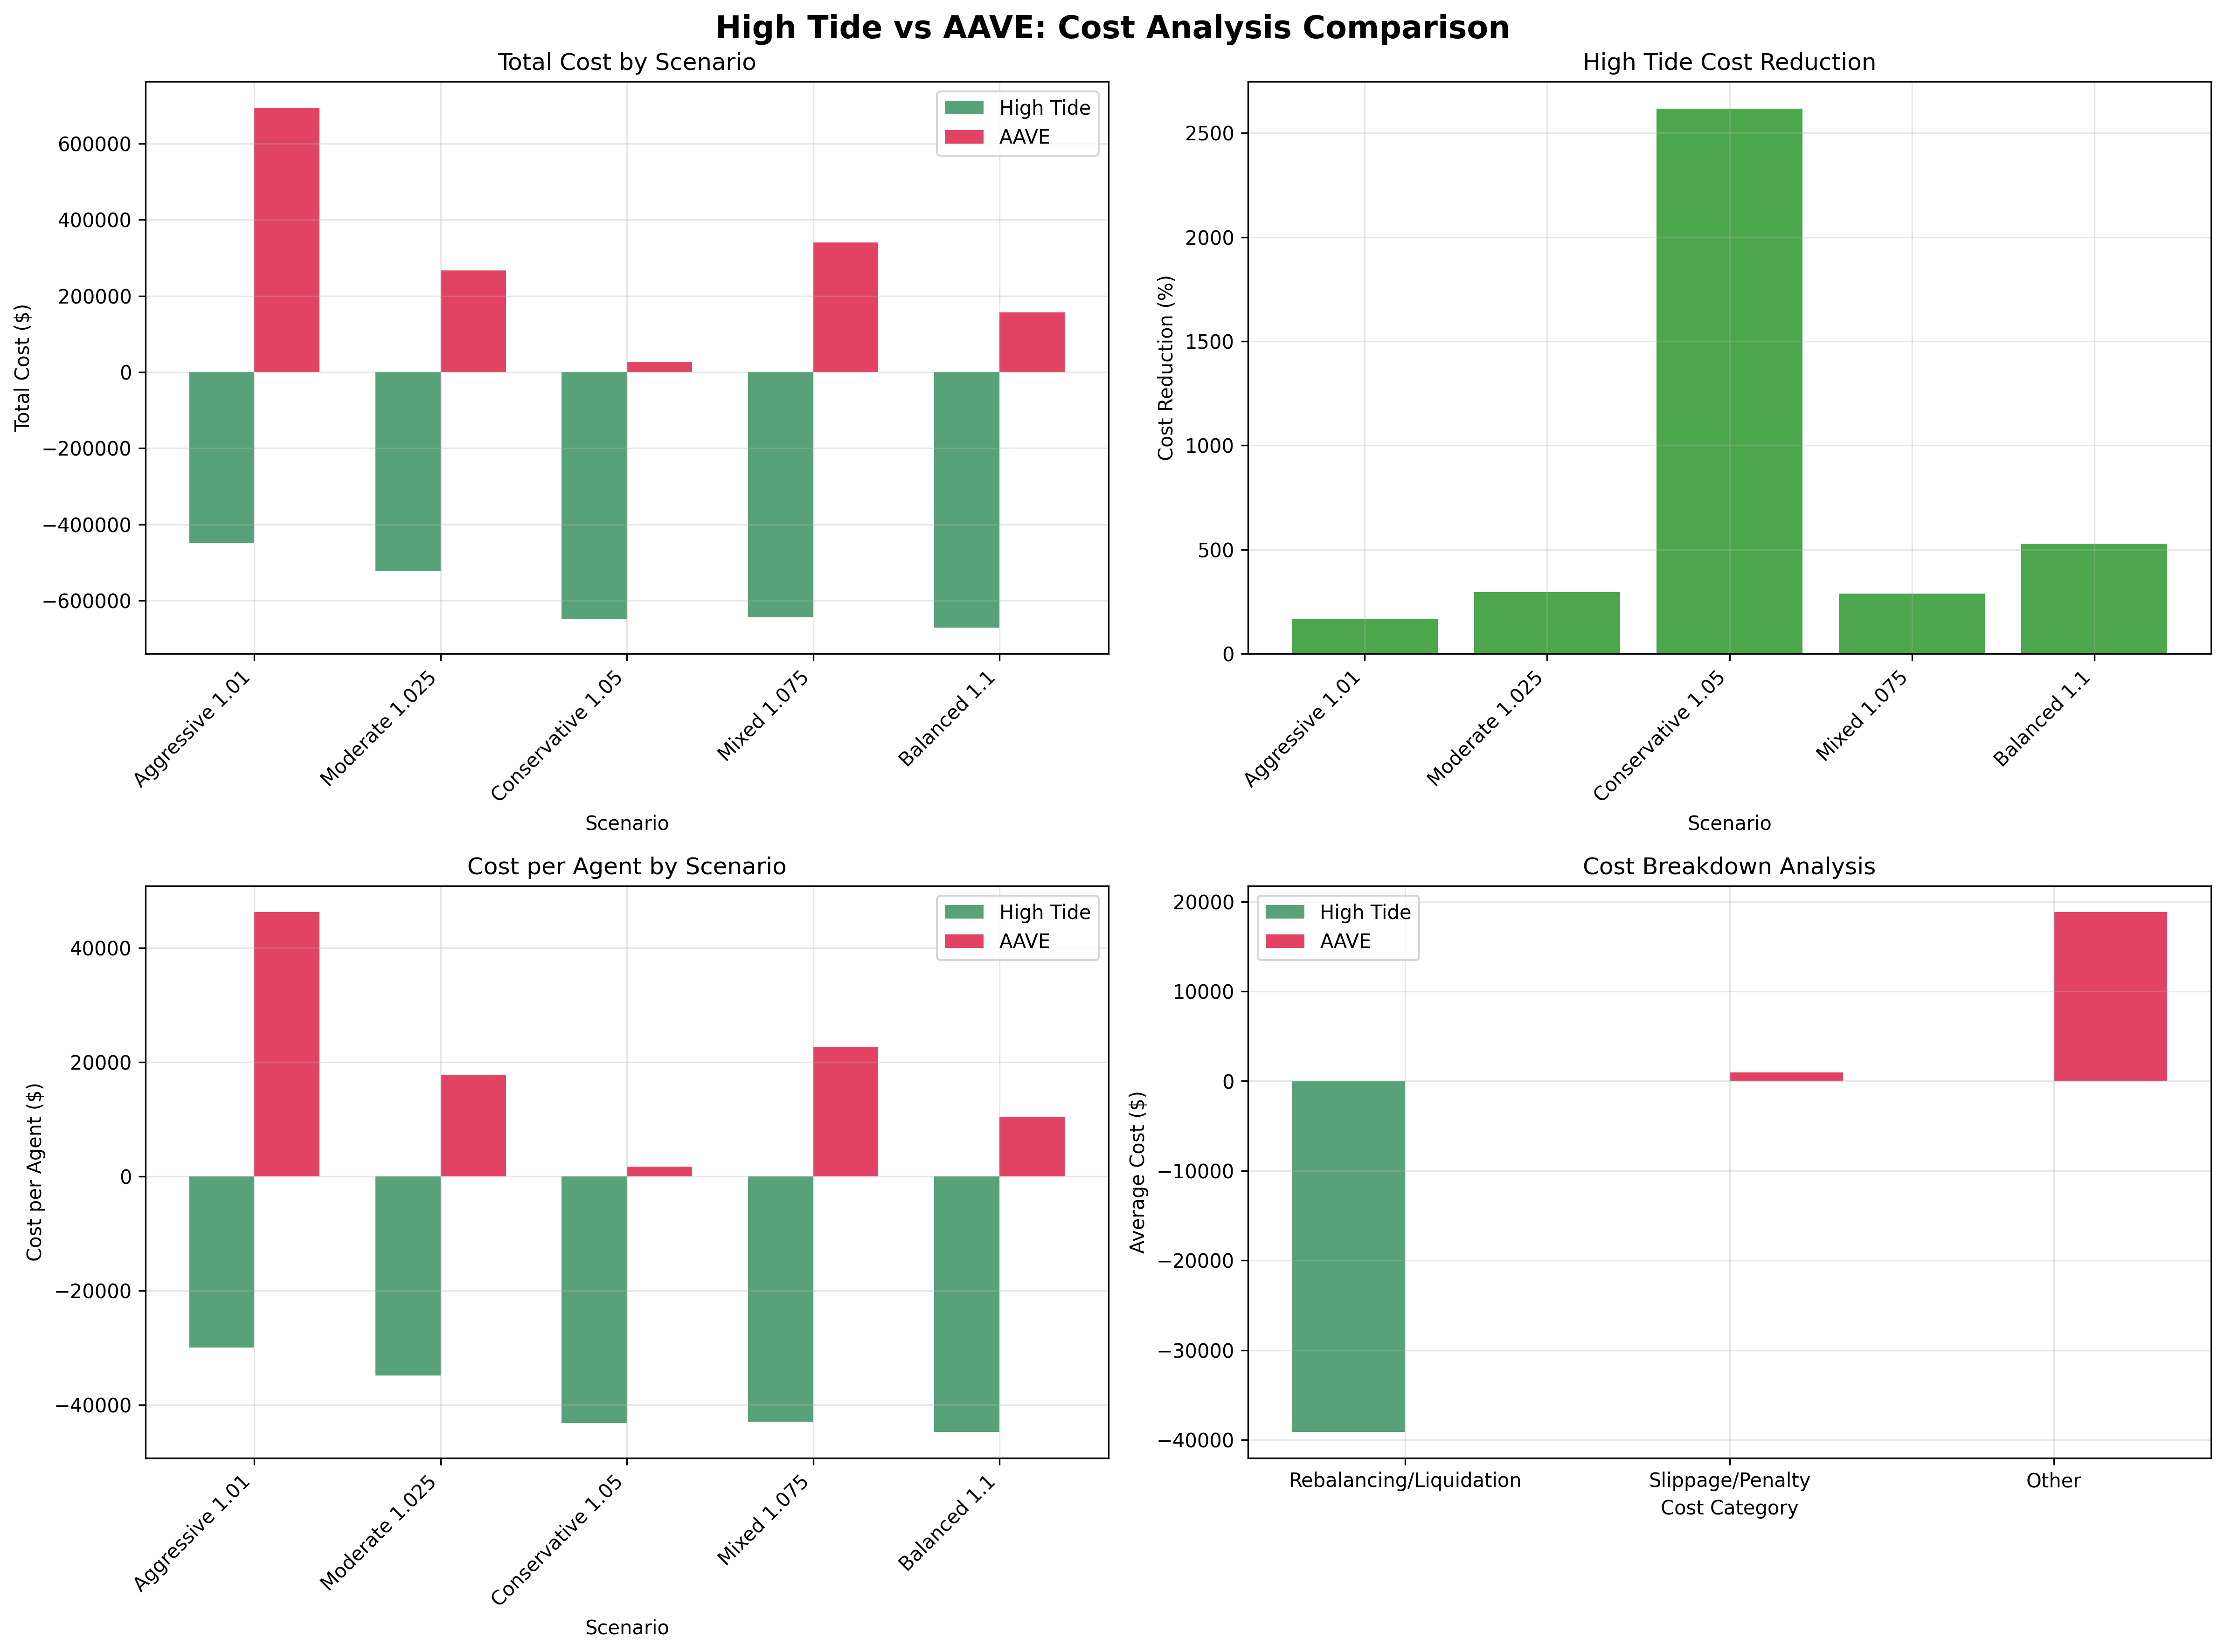 High Tide vs AAVE: Cost Analysis Comparison
Total Cost by Scenario
Total Cost ($)
600000
400000
200000
0
−200000
−400000
−600000
High Tide
AAVE
Aggressive 1.01
Moderate 1.025
Conservative 1.05
Mixed 1.075
Balanced 1.1
Scenario
High Tide Cost Reduction
Cost Reduction (%)
2500
2000
1500
1000
500
0
Aggressive 1.01
Moderate 1.025
Conservative 1.05
Mixed 1.075
Balanced 1.1
Scenario
Cost per Agent by Scenario
Cost per Agent ($)
40000
20000
0
−20000
−40000
High Tide
AAVE
Aggressive 1.01
Moderate 1.025
Conservative 1.05
Mixed 1.075
Balanced 1.1
Scenario
Cost Breakdown Analysis
Average Cost ($)
20000
10000
0
−10000
−20000
−30000
−40000
High Tide
AAVE
Rebalancing/Liquidation
Slippage/Penalty
Other
Cost Category